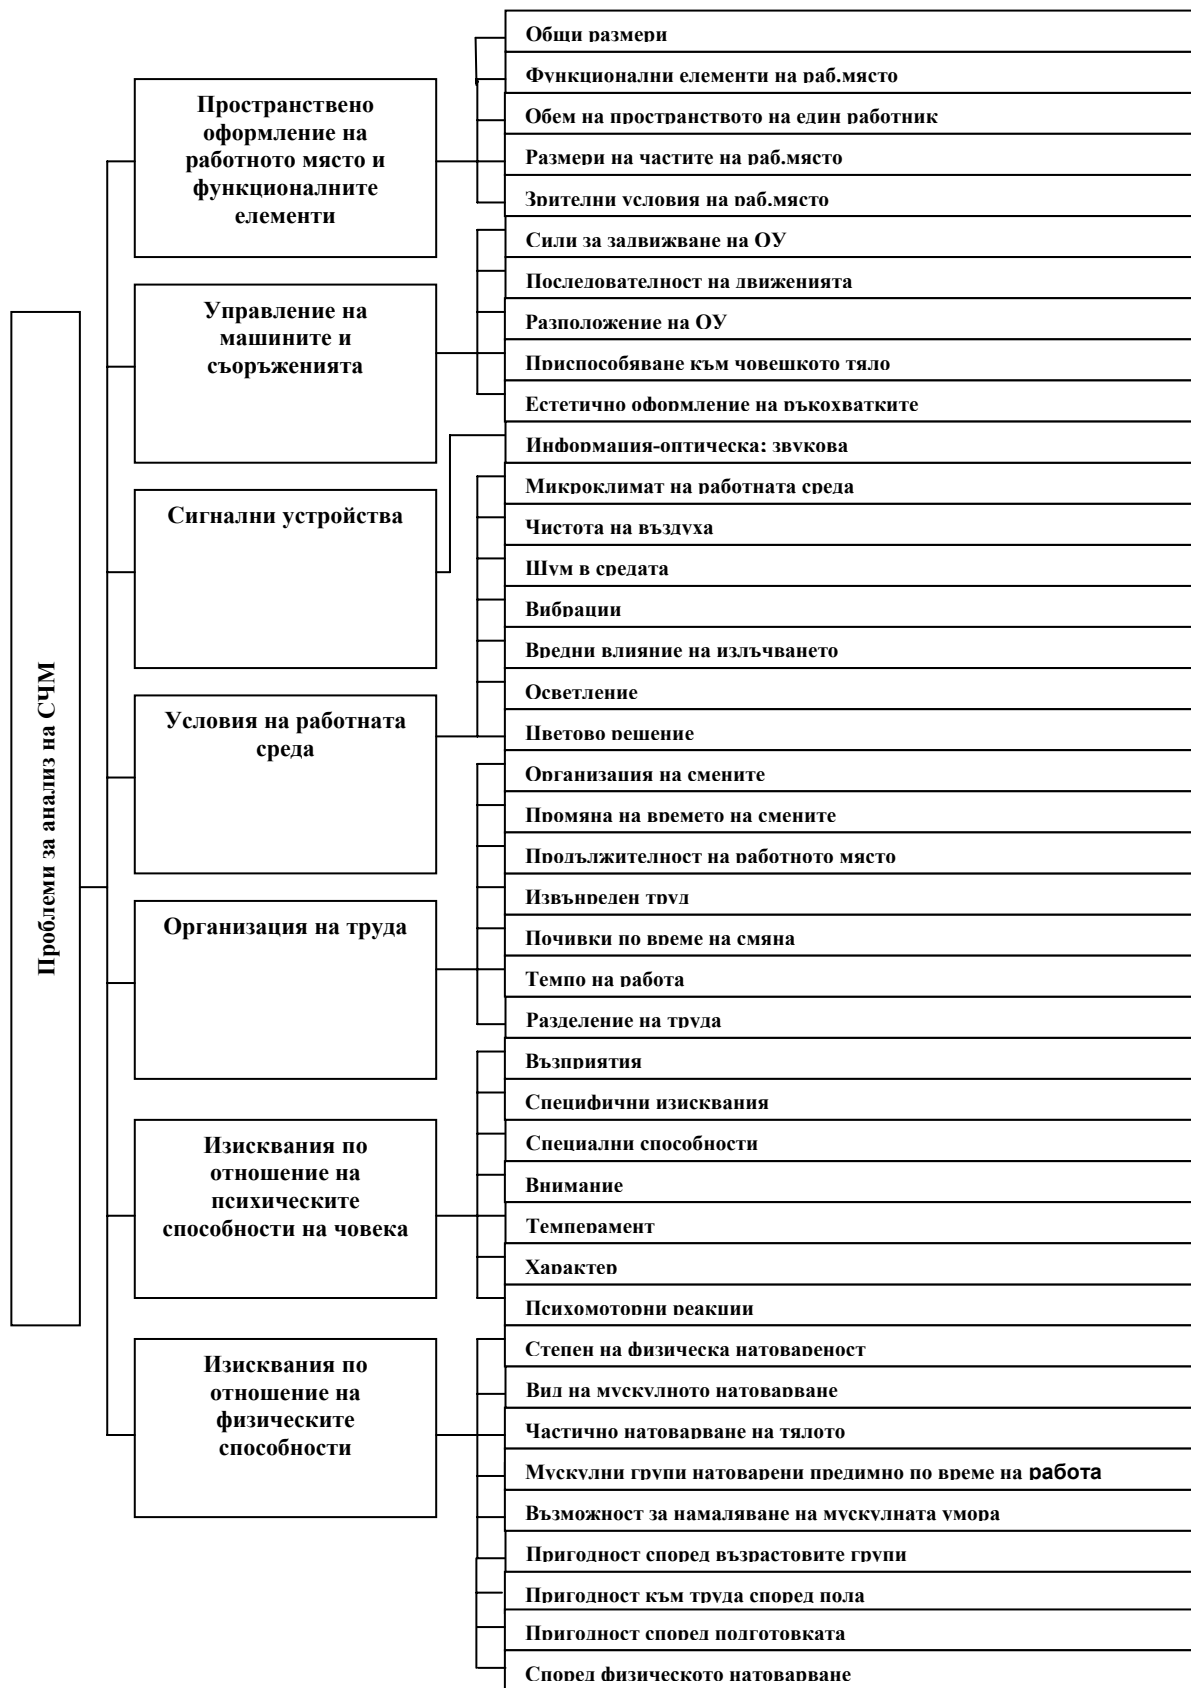 Проблеми за анализ на СЧМ
Пространствено
оформление на
работното място и
функционалните
елементи
Общи размери
Функционални елементи на раб.място
Обем на пространството на един работник
Размери на частите на раб.място
Зрителни условия на раб.място
Управление на
машините и
съоръженията
Сили за задвижване на ОУ
Последователност на движенията
Разположение на ОУ
Приспособяване към човешкото тяло
Естетично оформление на ръкохватките
Сигнални устройства
Информация-оптическа; звукова
Условия на работната
среда
Микроклимат на работната среда
Чистота на въздуха
Шум в средата
Вибрации
Вредни влияние на излъчването
Осветление
Цветово решение
Организация на труда
Организация на смените
Промяна на времето на смените
Продължителност на работното място
Извънреден труд
Почивки по време на смяна
Темпо на работа
Разделение на труда
Изисквания по
отношение на
психическите
способности на човека
Възприятия
Специфични изисквания
Специални способности
Внимание
Темперамент
Характер
Психомоторни реакции
Изисквания по
отношение на
физическите
способности
Степен на физическа натовареност
Вид на мускулното натоварване
Частично натоварване на тялото
Мускулни групи натоварени предимно по време на работа
Възможност за намаляване на мускулната умора
Пригодност според възрастовите групи
Пригодност към труда според пола
Пригодност според подготовката
Според физическото натоварване